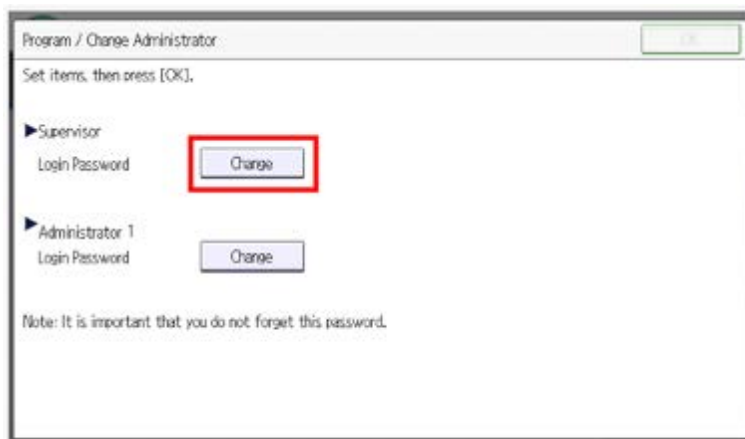 Program / Change Administrator
OK
Set items, then press [OK].
▶Supervisor
Login Password Change
▶Administrator 1
Login Password Change
Note: It is important that you do not forget this password.